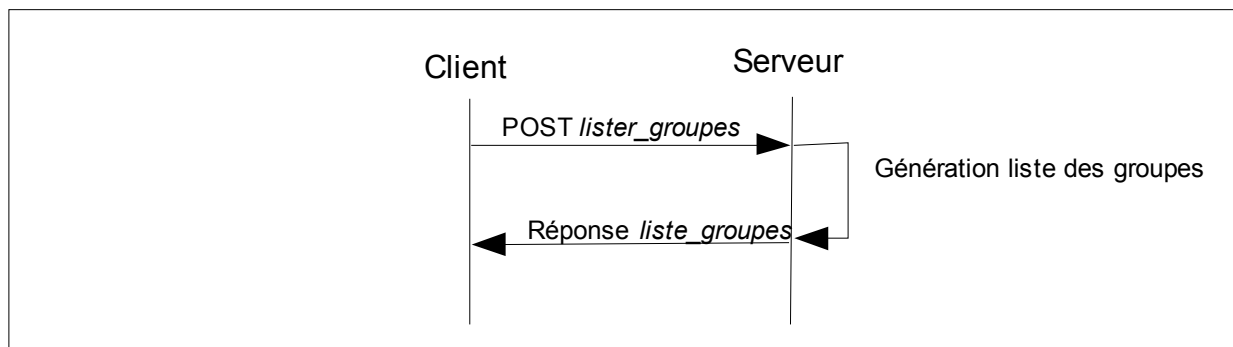 Client
Serveur
POST lister_groupes
Génération liste des groupes
Réponse liste_groupes